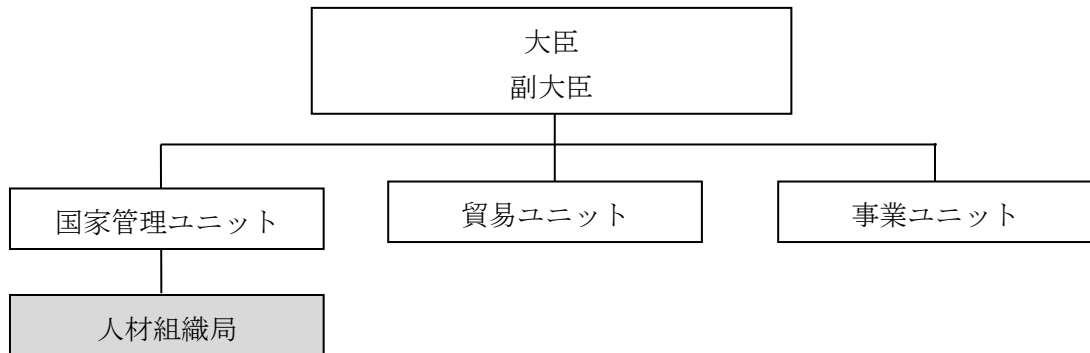 大臣
副大臣
国家管理ユニット
貿易ユニット
事業ユニット
人材組織局